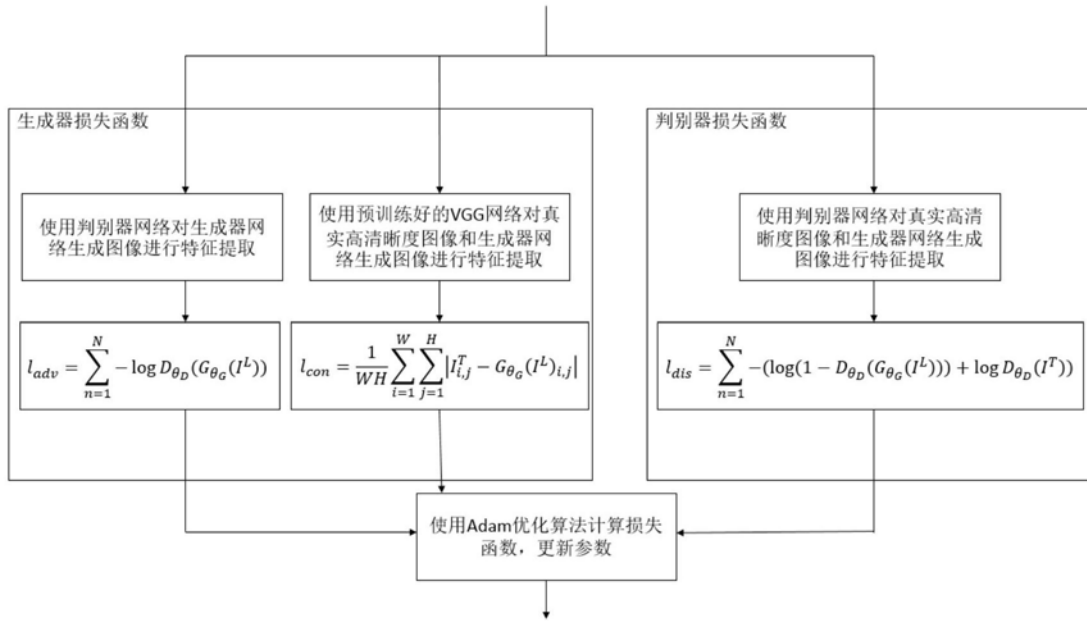 生成器损失函数
使用判别器网络对生成器网
络生成图像进行特征提取
使用预训练好的VGG网络对真
实高清晰度图像和生成器网
络生成图像进行特征提取
l_{adv} = \sum_{n=1}^{N} -\log D_{θ_D}(G_{θ_G}(I^L))
l_{con} = \frac{1}{WH} \sum_{i=1}^{W} \sum_{j=1}^{H} |I^T_{i,j} - G_{θ_G}(I^L)_{i,j}|
判别器损失函数
使用判别器网络对真实高清
晰度图像和生成器网络生成
图像进行特征提取
l_{dis} = \sum_{n=1}^{N} -(\log(1 - D_{θ_D}(G_{θ_G}(I^L))) + \log D_{θ_D}(I^T))
使用Adam优化算法计算损失
函数，更新参数